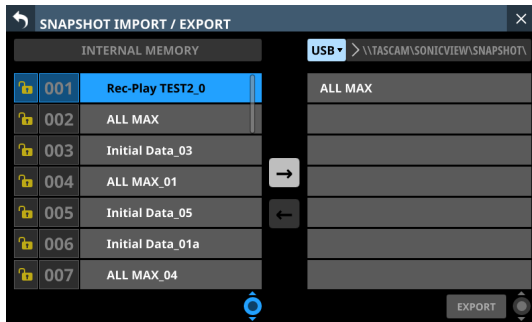 SNAPSHOT IMPORT / EXPORT
INTERNAL MEMORY
USB \\TASCAM\SONICVIEW\SNAPSHOT\
001 Rec-Play TEST2_0
002 ALL MAX
003 Initial Data_03
004 ALL MAX_01
005 Initial Data_05
006 Initial Data_01a
007 ALL MAX_04
ALL MAX
EXPORT